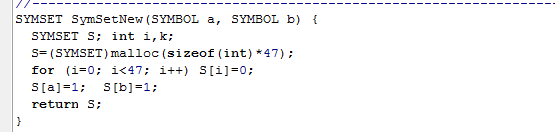 //--------------------------------------------------------------------
SYMSET SymSetNew(SYMBOL a, SYMBOL b) {
SYMSET S; int i,k;
S=(SYMSET)malloc(sizeof(int)*47);
for (i=0; i<47; i++) S[i]=0;
S[a]=1;  S[b]=1;
return S;
}